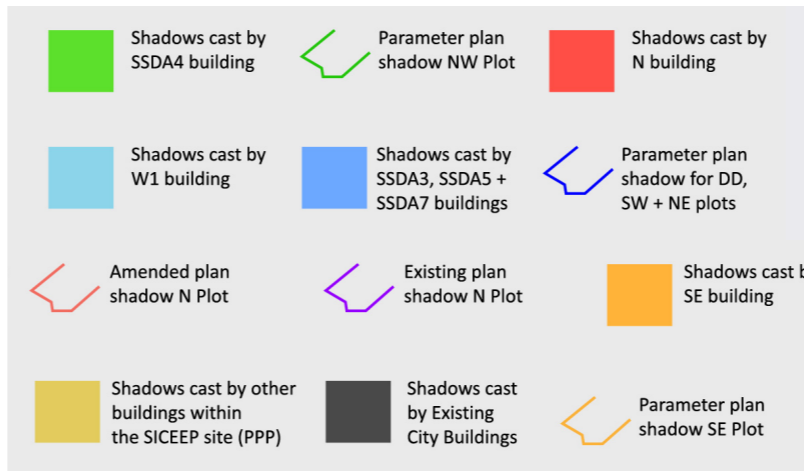 Shadows cast by
SSDA4 building
Parameter plan
shadow NW Plot
Shadows cast by
N building
Shadows cast by
W1 building
Shadows cast by
SSDA3, SSDA5 +
SSDA7 buildings
Parameter plan
shadow for DD,
SW + NE plots
Amended plan
shadow N Plot
Existing plan
shadow N Plot
Shadows cast b
SE building
Shadows cast by other
buildings within
the SICEEP site (PPP)
Shadows cast
by Existing
City Buildings
Parameter plan
shadow SE Plot